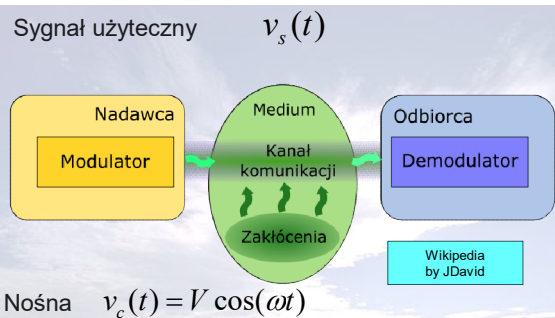 Sygnał użyteczny v_s(t)
Nadawca
Modulator
Medium
Kanał
komunikacji
Zakłócenia
Odbiorca
Demodulator
Wikipedia
by JDavid
Nośna v_c(t) = V cos(ωt)